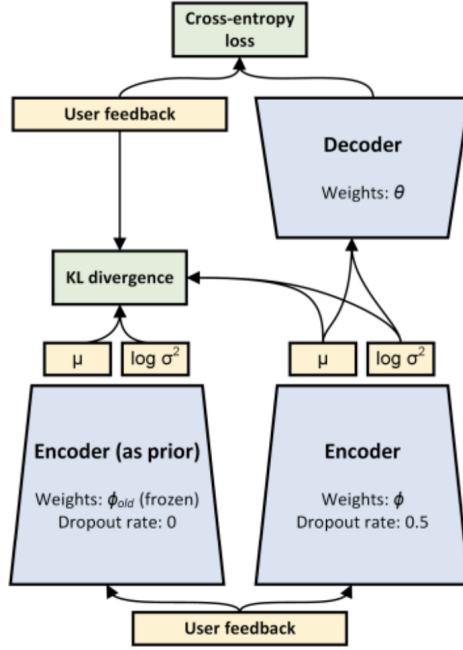 Cross-entropy
loss
User feedback
Decoder
Weights: θ
KL divergence
μ
log σ²
μ
log σ²
Encoder (as prior)
Weights: ϕold (frozen)
Dropout rate: 0
Encoder
Weights: ϕ
Dropout rate: 0.5
User feedback